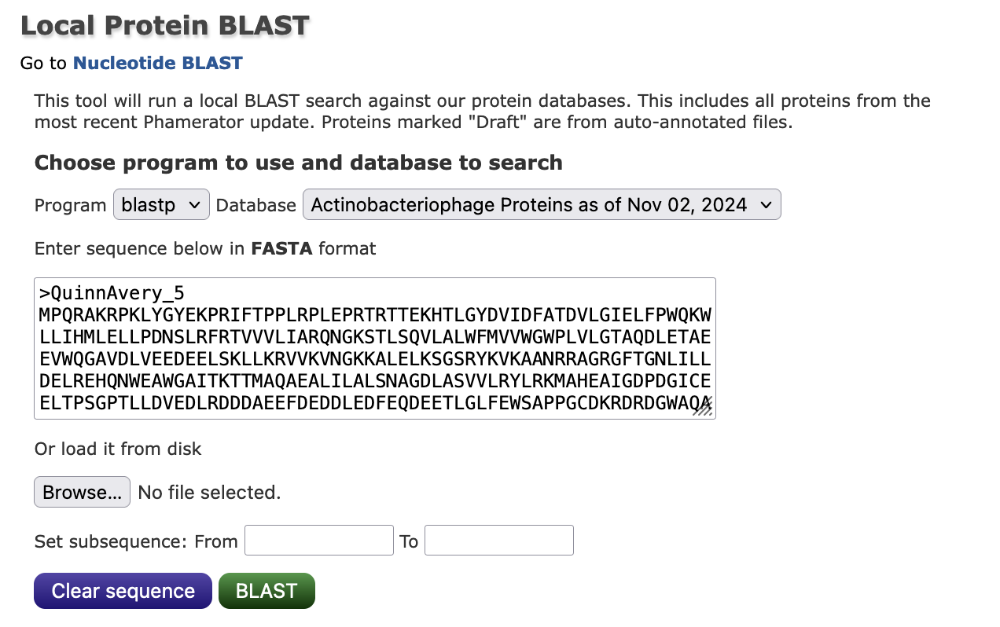 Local Protein BLAST
Go to Nucleotide BLAST
This tool will run a local BLAST search against our protein databases. This includes all proteins from the
most recent Phamerator update. Proteins marked "Draft" are from auto-annotated files.
Choose program to use and database to search
Program blastp Database Actinobacteriophage Proteins as of Nov 02, 2024
Enter sequence below in FASTA format
>QuinnAvery_5
MPQRAKRPKLYGYEKPRIFTPPLRPLEPRTRTTEKHTLGYDVIDFATDVLGIELFPWQKW
LLIHMLELLPDNSLRFRTVVVLIARQNGKSTLSQVLALWFMVVWGWPLVLGTAQDLETAE
EVWQGAVDLVEEDEELSKLLKRVVKVNGKKALELKSGSRYKVKAANRRAGRGFTGNLILL
DELREHQNWEAWGAITKTTMAQAEALILALSNAGDLASVVLRYLRKMAHEAIGDPDGICE
ELTPSGPTLLDVEDLRDDDAEEFDEDDLEDFEQDEETLGLFEWSAPPGCDKRDRDGWAQA
Or load it from disk
Browse... No file selected.
Set subsequence: From To
Clear sequence BLAST